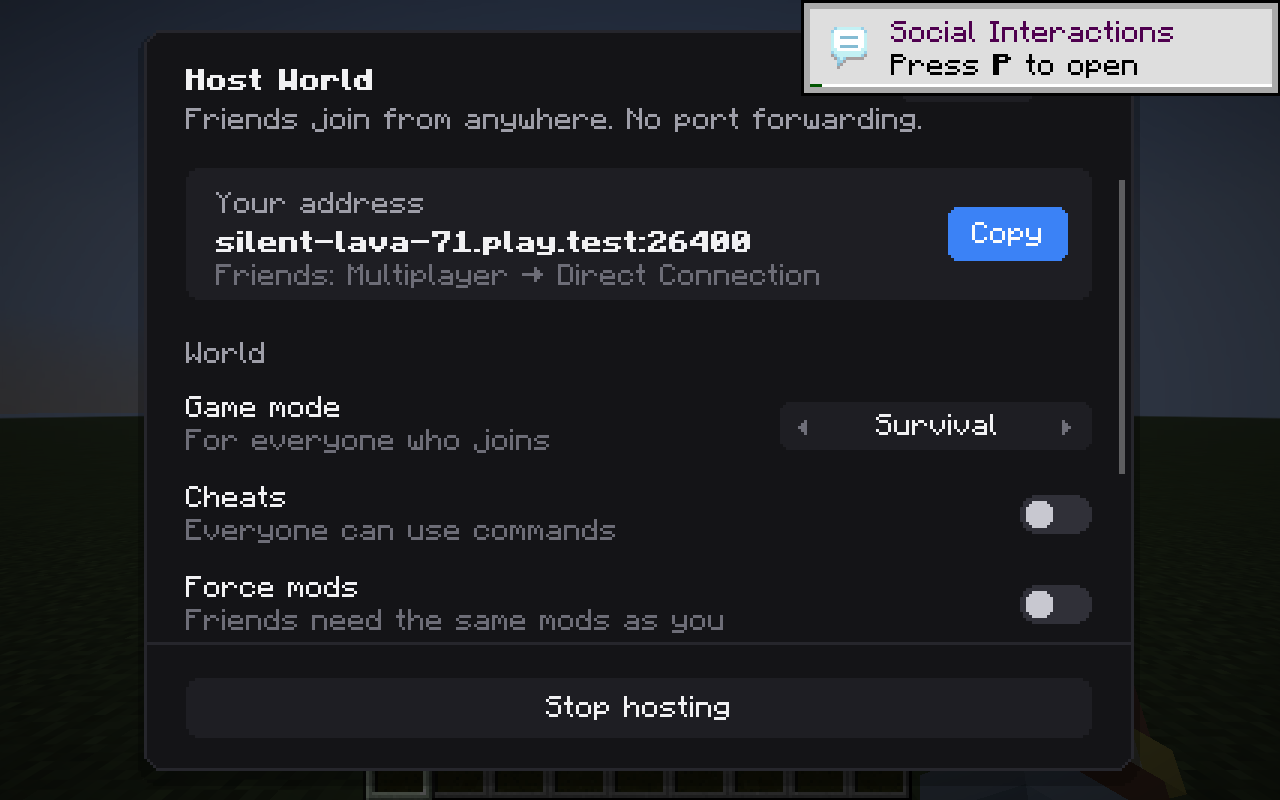 Social Interactions
Press P to open
Host World
Friends join from anywhere. No port forwarding.
Your address
silent-lava-71.play.test:26400
Friends: Multiplayer → Direct Connection
Copy
World
Game mode
For everyone who joins
Survival
Cheats
Everyone can use commands
Force mods
Friends need the same mods as you
Stop hosting